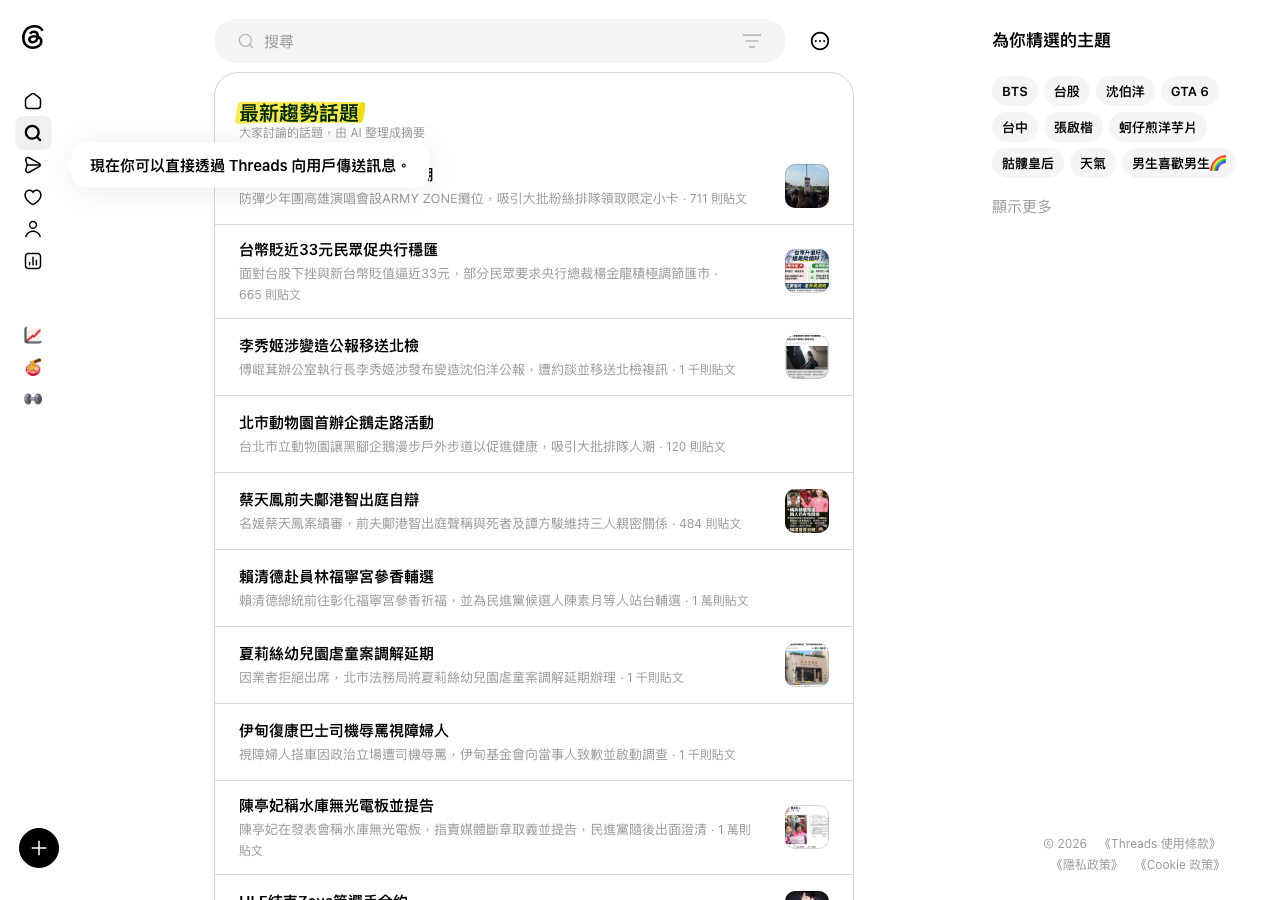 搜尋
最新趨勢話題
大家討論的話題，由 AI 整理成摘要
現在你可以直接透過 Threads 向用戶傳送訊息。
防彈少年團高雄演唱會設ARMY ZONE攤位，吸引大批粉絲排隊領取限定小卡 · 711 則貼文
台幣貶近33元民眾促央行穩匯
面對台股下挫與新台幣貶值逼近33元，部分民眾要求央行總裁楊金龍積極調節匯市 ·
665 則貼文
李秀姬涉變造公報移送北檢
傅崐萁辦公室執行長李秀姬涉發布變造沈伯洋公報，遭約談並移送北檢複訊 · 1 千則貼文
北市動物園首辦企鵝走路活動
台北市立動物園讓黑腳企鵝漫步戶外步道以促進健康，吸引大批排隊人潮 · 120 則貼文
蔡天鳳前夫鄺港智出庭自辯
名媛蔡天鳳案續審，前夫鄺港智出庭聲稱與死者及譚方駿維持三人親密關係 · 484 則貼文
賴清德赴員林福寧宮參香輔選
賴清德總統前往彰化福寧宮參香祈福，並為民進黨候選人陳素月等人站台輔選 · 1 萬則貼文
夏莉絲幼兒園虐童案調解延期
因業者拒絕出席，北市法務局將夏莉絲幼兒園虐童案調解延期辦理 · 1 千則貼文
伊甸復康巴士司機辱罵視障婦人
視障婦人搭車因政治立場遭司機辱罵，伊甸基金會向當事人致歉並啟動調查 · 1 千則貼文
陳亭妃稱水庫無光電板並提告
陳亭妃在發表會稱水庫無光電板，指責媒體斷章取義並提告，民進黨隨後出面澄清 · 1 萬則
貼文
為你精選的主題
BTS
台股
沈伯洋
GTA 6
台中
張啟楷
蚵仔煎洋芋片
骷髏皇后
天氣
男生喜歡男生🌈
顯示更多
© 2026 《Threads 使用條款》
《隱私政策》 《Cookie 政策》